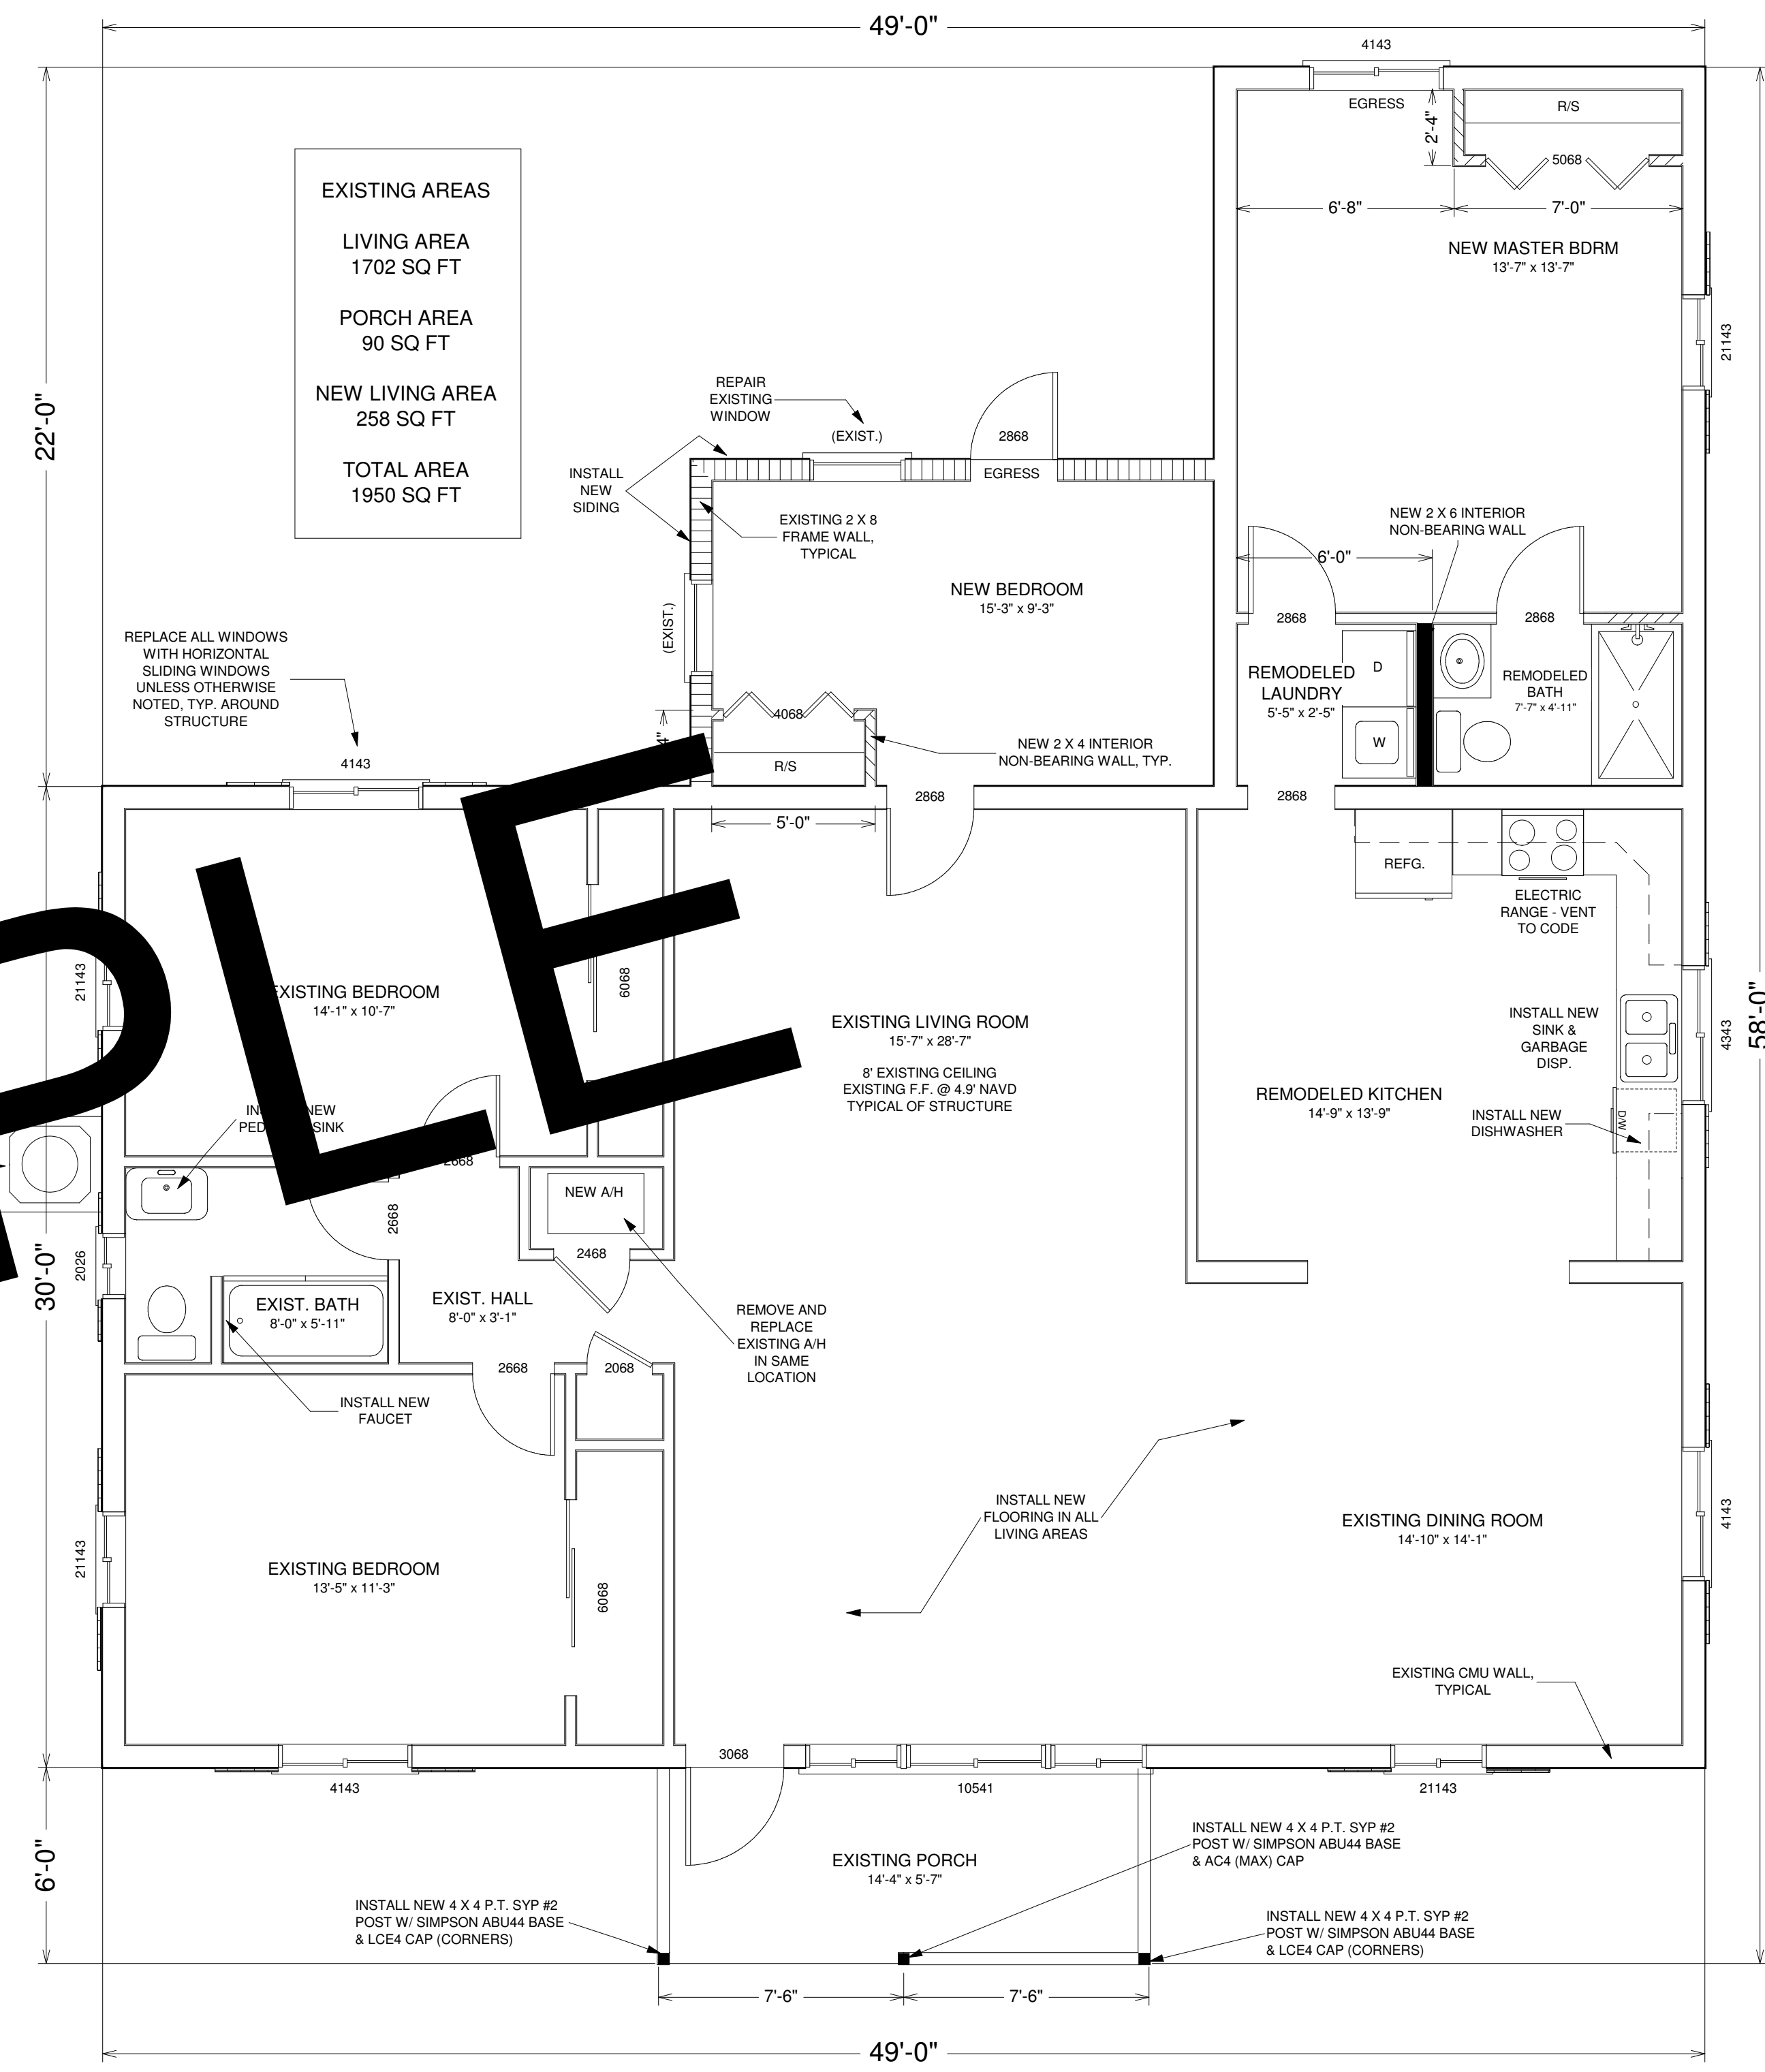 49'-0"
4143
EGRESS
2'-4"
R/S
5068
6'-8"
7'-0"
NEW MASTER BDRM
13'-7" x 13'-7"
21143
EXISTING AREAS
LIVING AREA
1702 SQ FT
PORCH AREA
90 SQ FT
NEW LIVING AREA
258 SQ FT
TOTAL AREA
1950 SQ FT
22'-0"
REPAIR
EXISTING
WINDOW
(EXIST.)
2868
EGRESS
INSTALL
NEW
SIDING
EXISTING 2 X 8
FRAME WALL,
TYPICAL
NEW BEDROOM
15'-3" x 9'-3"
(EXIST.)
NEW 2 X 6 INTERIOR
NON-BEARING WALL
6'-0"
2868
2868
REMODELED
LAUNDRY
5'-5" x 2'-5"
D
W
REMODELED
BATH
7'-7" x 4'-11"
REPLACE ALL WINDOWS
WITH HORIZONTAL
SLIDING WINDOWS
UNLESS OTHERWISE
NOTED, TYP. AROUND
STRUCTURE
4143
4068
4"
R/S
NEW 2 X 4 INTERIOR
NON-BEARING WALL, TYP.
5'-0"
2868
2868
REFG.
ELECTRIC
RANGE - VENT
TO CODE
PLE
21143
EXISTING BEDROOM
14'-1" x 10'-7"
6068
EXISTING LIVING ROOM
15'-7" x 28'-7"
8' EXISTING CEILING
EXISTING F.F. @ 4.9' NAVD
TYPICAL OF STRUCTURE
INSTALL NEW
SINK &
GARBAGE
DISP.
4343
58'-0"
REMODELED KITCHEN
14'-9" x 13'-9"
INSTALL NEW
DISHWASHER
D/W
NEW
SINK
2668
2668
NEW A/H
2468
2026
30'-0"
EXIST. BATH
8'-0" x 5'-11"
EXIST. HALL
8'-0" x 3'-1"
REMOVE AND
REPLACE
EXISTING A/H
IN SAME
LOCATION
2668
2068
INSTALL NEW
FAUCET
21143
EXISTING BEDROOM
13'-5" x 11'-3"
6068
INSTALL NEW
FLOORING IN ALL
LIVING AREAS
EXISTING DINING ROOM
14'-10" x 14'-1"
4143
EXISTING CMU WALL,
TYPICAL
3068
4143
10541
21143
6'-0"
EXISTING PORCH
14'-4" x 5'-7"
INSTALL NEW 4 X 4 P.T. SYP #2
POST W/ SIMPSON ABU44 BASE
& AC4 (MAX) CAP
INSTALL NEW 4 X 4 P.T. SYP #2
POST W/ SIMPSON ABU44 BASE
& LCE4 CAP (CORNERS)
INSTALL NEW 4 X 4 P.T. SYP #2
POST W/ SIMPSON ABU44 BASE
& LCE4 CAP (CORNERS)
7'-6"
7'-6"
49'-0"